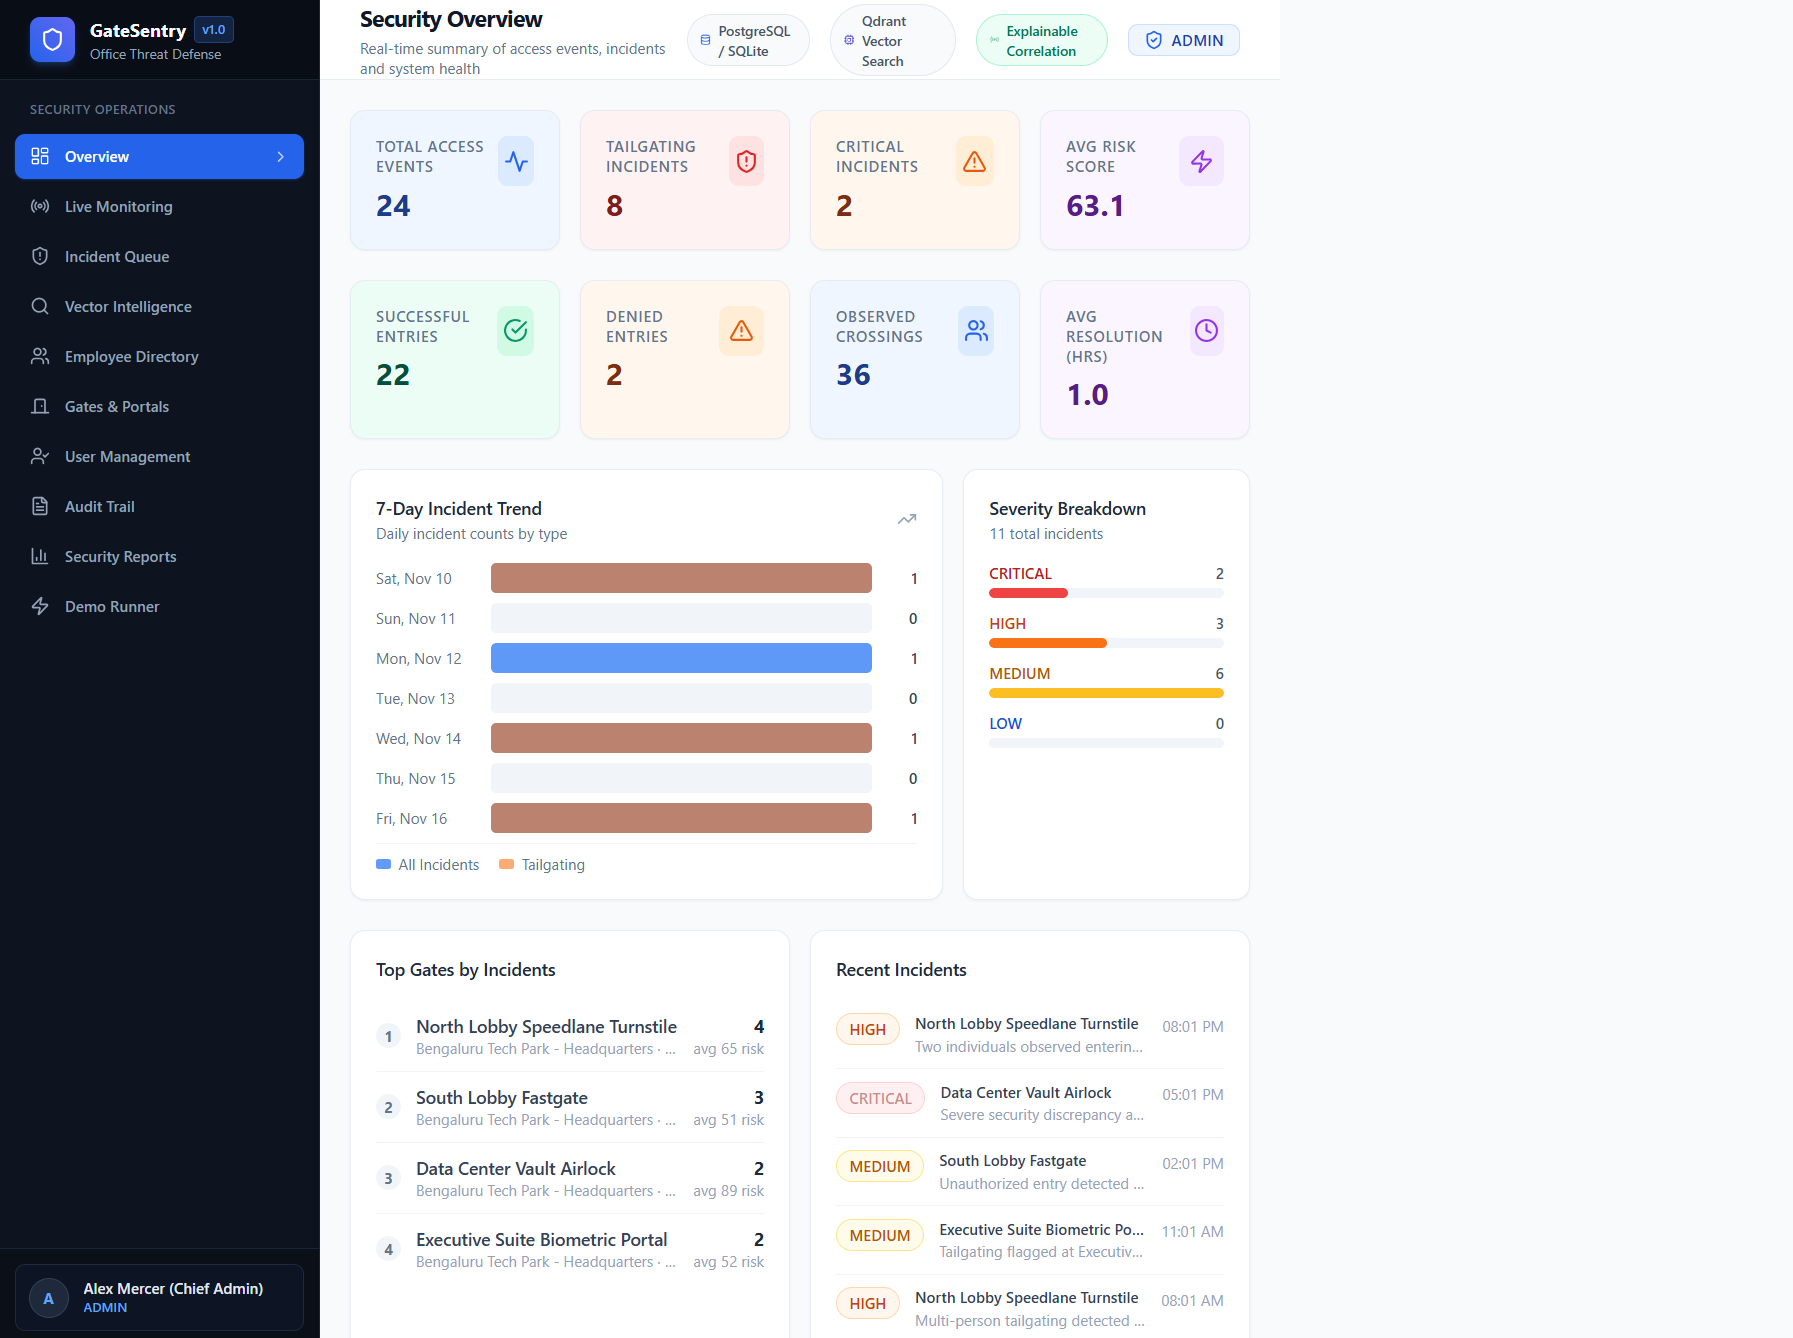 GateSentry v1.0
Office Threat Defense
SECURITY OPERATIONS
Overview
Live Monitoring
Incident Queue
Vector Intelligence
Employee Directory
Gates & Portals
User Management
Audit Trail
Security Reports
Demo Runner
A
Alex Mercer (Chief Admin)
ADMIN
Security Overview
Real-time summary of access events, incidents
and system health
PostgreSQL
/ SQLite
Qdrant
Vector
Search
Explainable
Correlation
ADMIN
TOTAL ACCESS
EVENTS
24
TAILGATING
INCIDENTS
8
CRITICAL
INCIDENTS
2
AVG RISK
SCORE
63.1
SUCCESSFUL
ENTRIES
22
DENIED
ENTRIES
2
OBSERVED
CROSSINGS
36
AVG
RESOLUTION
(HRS)
1.0
7-Day Incident Trend
Daily incident counts by type
Sat, Nov 10 1
Sun, Nov 11 0
Mon, Nov 12 1
Tue, Nov 13 0
Wed, Nov 14 1
Thu, Nov 15 0
Fri, Nov 16 1
All Incidents Tailgating
Severity Breakdown
11 total incidents
CRITICAL 2
HIGH 3
MEDIUM 6
LOW 0
Top Gates by Incidents
1 North Lobby Speedlane Turnstile 4
Bengaluru Tech Park - Headquarters · ... avg 65 risk
2 South Lobby Fastgate 3
Bengaluru Tech Park - Headquarters · ... avg 51 risk
3 Data Center Vault Airlock 2
Bengaluru Tech Park - Headquarters · ... avg 89 risk
4 Executive Suite Biometric Portal 2
Bengaluru Tech Park - Headquarters · ... avg 52 risk
Recent Incidents
HIGH North Lobby Speedlane Turnstile 08:01 PM
Two individuals observed enterin...
CRITICAL Data Center Vault Airlock 05:01 PM
Severe security discrepancy a...
MEDIUM South Lobby Fastgate 02:01 PM
Unauthorized entry detected ...
MEDIUM Executive Suite Biometric Po... 11:01 AM
Tailgating flagged at Executiv...
HIGH North Lobby Speedlane Turnstile 08:01 AM
Multi-person tailgating detected ...